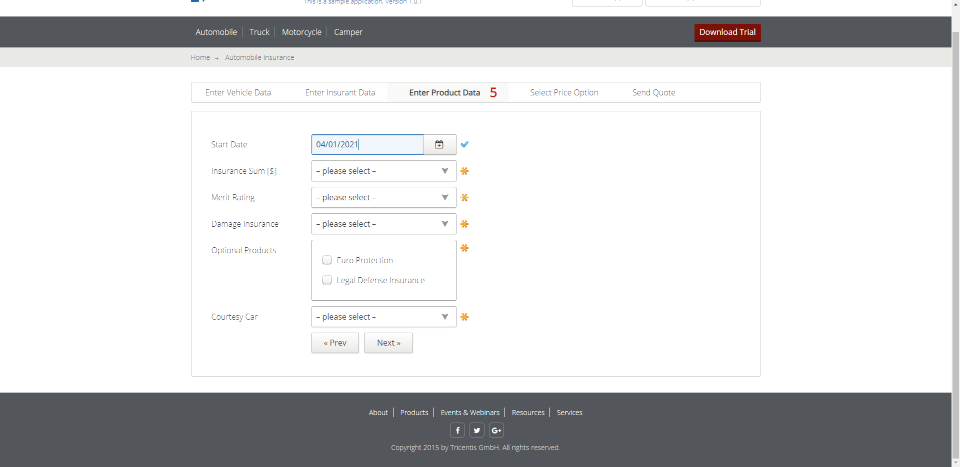 This is a sample application. Version 1.0.1
Automobile Truck Motorcycle Camper Download Trial
Home → Automobile Insurance
Enter Vehicle Data Enter Insurant Data Enter Product Data 5 Select Price Option Send Quote
Start Date 04/01/2021
Insurance Sum [$] – please select –
Merit Rating – please select –
Damage Insurance – please select –
Optional Products
Euro Protection
Legal Defense Insurance
Courtesy Car – please select –
« Prev Next »
About Products Events & Webinars Resources Services
Copyright 2015 by Tricentis GmbH. All rights reserved.